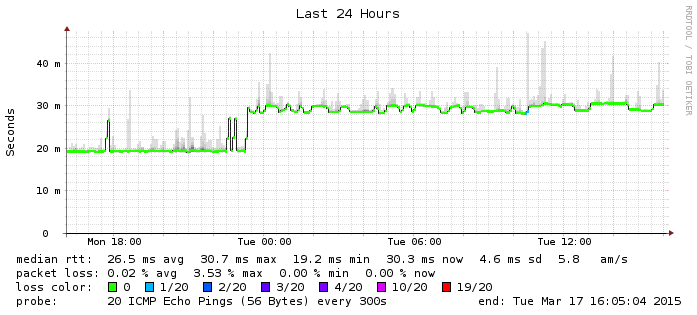 Last 24 Hours
RRDTOOL / TOBI OETIKER
Seconds
40 m
30 m
20 m
10 m
0
Mon 18:00 Tue 00:00 Tue 06:00 Tue 12:00
median rtt: 26.5 ms avg 30.7 ms max 19.2 ms min 30.3 ms now 4.6 ms sd 5.8 am/s
packet loss: 0.02 % avg 3.53 % max 0.00 % min 0.00 % now
loss color: 0 1/20 2/20 3/20 4/20 10/20 19/20
probe: 20 ICMP Echo Pings (56 Bytes) every 300s end: Tue Mar 17 16:05:04 2015